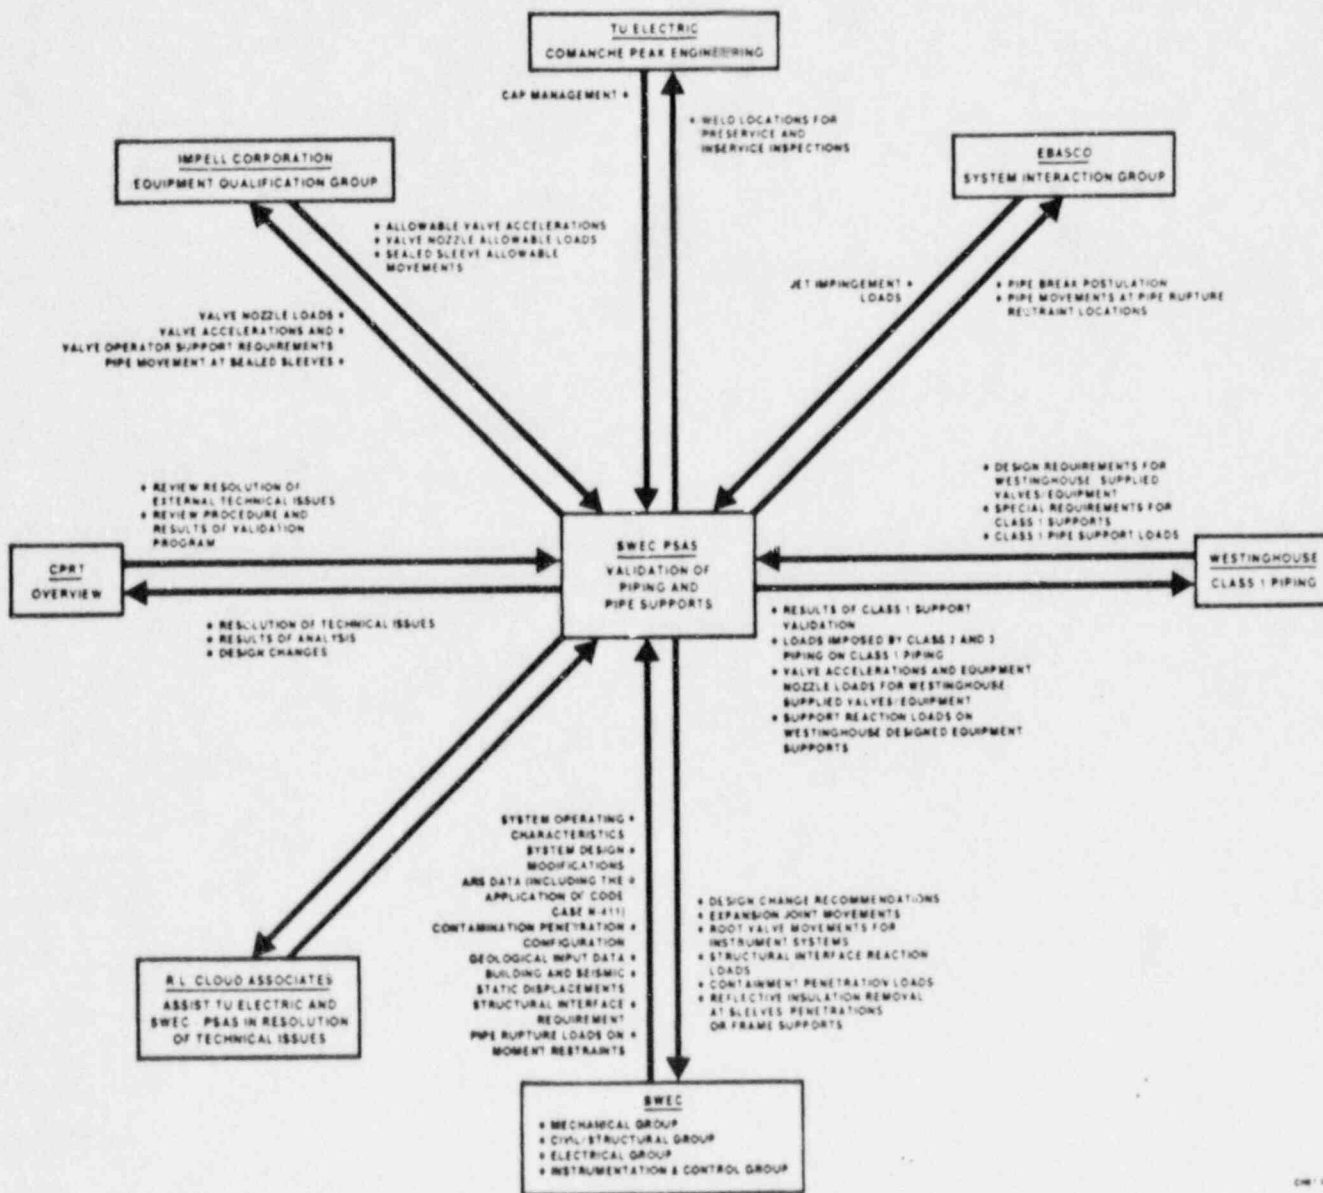 TU ELECTRIC
COMANCHE PEAK ENGINEERING
CAP MANAGEMENT *
* WELD LOCATIONS FOR
PRESERVICE AND
INSERVICE INSPECTIONS
IMPELL CORPORATION
EQUIPMENT QUALIFICATION GROUP
EBASCO
SYSTEM INTERACTION GROUP
* ALLOWABLE VALVE ACCELERATIONS
* VALVE NOZZLE ALLOWABLE LOADS
* SEALED SLEEVE ALLOWABLE
MOVEMENTS
JET IMPINGEMENT *
LOADS
* PIPE BREAK POSTULATION
* PIPE MOVEMENTS AT PIPE RUPTURE
RESTRAINT LOCATIONS
VALVE NOZZLE LOADS *
VALVE ACCELERATIONS AND *
VALVE OPERATOR SUPPORT REQUIREMENTS
PIPE MOVEMENT AT SEALED SLEEVES *
* REVIEW RESOLUTION OF
EXTERNAL TECHNICAL ISSUES
* REVIEW PROCEDURE AND
RESULTS OF VALIDATION
PROGRAM
* DESIGN REQUIREMENTS FOR
WESTINGHOUSE SUPPLIED
VALVES/EQUIPMENT
* SPECIAL REQUIREMENTS FOR
CLASS 1 SUPPORTS
* CLASS 1 PIPE SUPPORT LOADS
CPRT
OVERVIEW
SWEC PSAS
VALIDATION OF
PIPING AND
PIPE SUPPORTS
WESTINGHOUSE
CLASS 1 PIPING
* RESOLUTION OF TECHNICAL ISSUES
* RESULTS OF ANALYSIS
* DESIGN CHANGES
* RESULTS OF CLASS 1 SUPPORT
VALIDATION
* LOADS IMPOSED BY CLASS 2 AND 3
PIPING ON CLASS 1 PIPING
* VALVE ACCELERATIONS AND EQUIPMENT
NOZZLE LOADS FOR WESTINGHOUSE
SUPPLIED VALVES/EQUIPMENT
* SUPPORT REACTION LOADS ON
WESTINGHOUSE DESIGNED EQUIPMENT
SUPPORTS
SYSTEM OPERATING *
CHARACTERISTICS
SYSTEM DESIGN *
MODIFICATIONS
ARS DATA (INCLUDING THE *
APPLICATION OF CODE
CASE N-411)
CONTAMINATION PENETRATION *
CONFIGURATION
GEOLOGICAL INPUT DATA *
BUILDING AND SEISMIC *
STATIC DISPLACEMENTS
STRUCTURAL INTERFACE *
REQUIREMENT
PIPE RUPTURE LOADS ON *
MOMENT RESTRAINTS
* DESIGN CHANGE RECOMMENDATIONS
* EXPANSION JOINT MOVEMENTS
* ROOT VALVE MOVEMENTS FOR
INSTRUMENT SYSTEMS
* STRUCTURAL INTERFACE REACTION
LOADS
* CONTAINMENT PENETRATION LOADS
* REFLECTIVE INSULATION REMOVAL
AT SLEEVES PENETRATIONS
OR FRAME SUPPORTS
R.L. CLOUD ASSOCIATES
ASSIST TU ELECTRIC AND
SWEC - PSAS IN RESOLUTION
OF TECHNICAL ISSUES
SWEC
* MECHANICAL GROUP
* CIVIL/STRUCTURAL GROUP
* ELECTRICAL GROUP
* INSTRUMENTATION & CONTROL GROUP